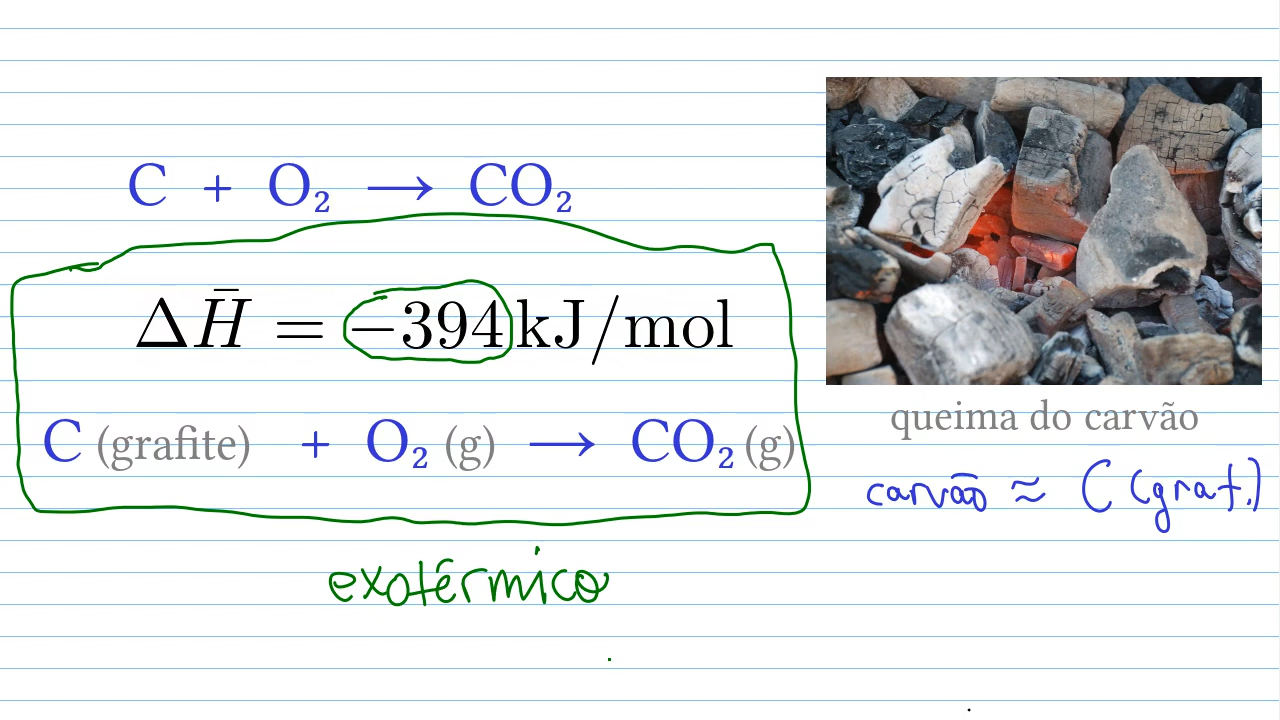 C + O₂ → CO₂
ΔH̄ = −394 kJ/mol
C (grafite) + O₂ (g) → CO₂ (g)
exotérmico
queima do carvão
carvão ≈ C (graf.)